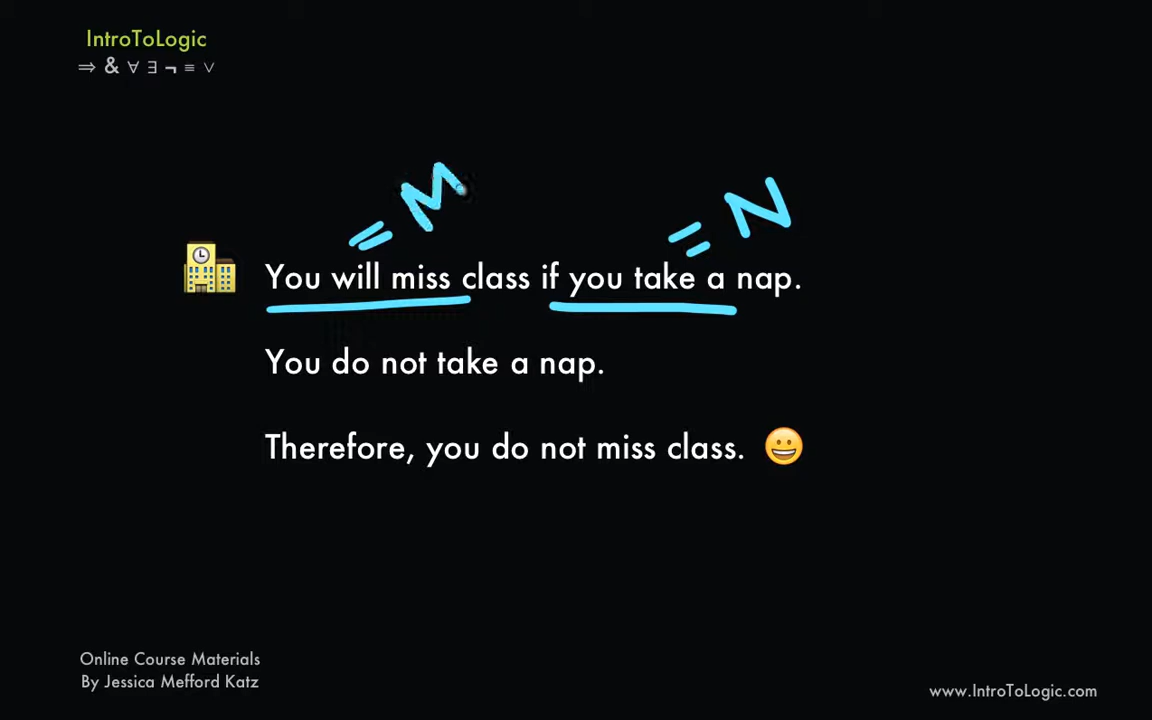 IntroToLogic
⇒ & ∀ ∃ ¬ ≡ ∨
= M = N
You will miss class if you take a nap.
You do not take a nap.
Therefore, you do not miss class. 😀
Online Course Materials
By Jessica Mefford Katz
www.IntroToLogic.com